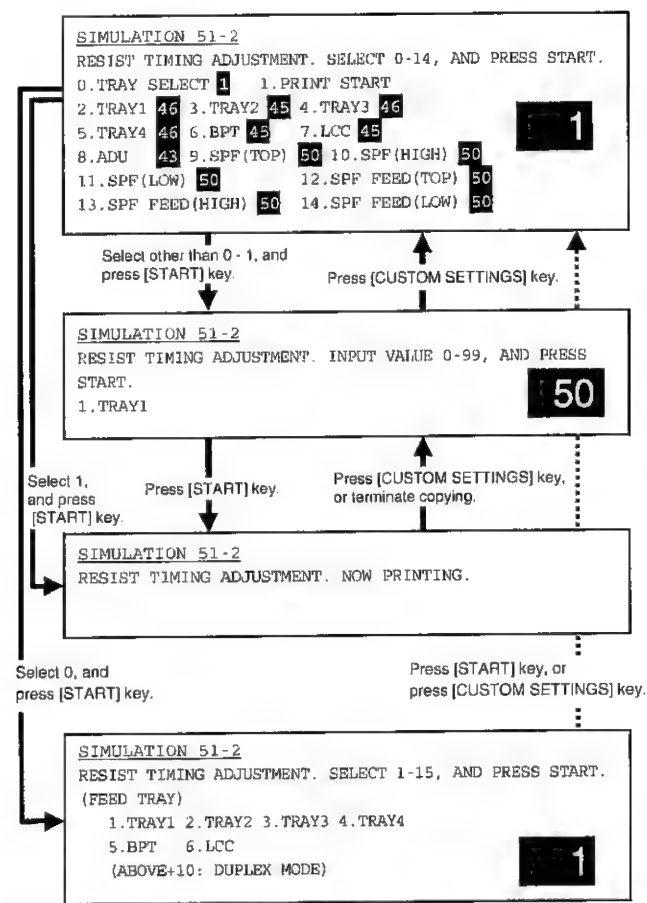 SIMULATION 51-2
RESIST TIMING ADJUSTMENT. SELECT 0-14, AND PRESS START.
0.TRAY SELECT 1 1.PRINT START
2.TRAY1 46 3.TRAY2 45 4.TRAY3 46
5.TRAY4 46 6.BPT 45 7.LCC 45
8.ADU 43 9.SPF(TOP) 50 10.SPF(HIGH) 50
11.SPF(LOW) 50 12.SPF FEED(TOP) 50
13.SPF FEED(HIGH) 50 14.SPF FEED(LOW) 50
1
Select other than 0 - 1, and
press [START] key.
Press [CUSTOM SETTINGS] key.
SIMULATION 51-2
RESIST TIMING ADJUSTMENT. INPUT VALUE 0-99, AND PRESS
START.
1.TRAY1
50
Select 1,
and press
[START] key.
Press [START] key.
Press [CUSTOM SETTINGS] key,
or terminate copying.
SIMULATION 51-2
RESIST TIMING ADJUSTMENT. NOW PRINTING.
Select 0, and
press [START] key.
Press [START] key, or
press [CUSTOM SETTINGS] key.
SIMULATION 51-2
RESIST TIMING ADJUSTMENT. SELECT 1-15, AND PRESS START.
(FEED TRAY)
1.TRAY1 2.TRAY2 3.TRAY3 4.TRAY4
5.BPT 6.LCC
(ABOVE+10: DUPLEX MODE)
1